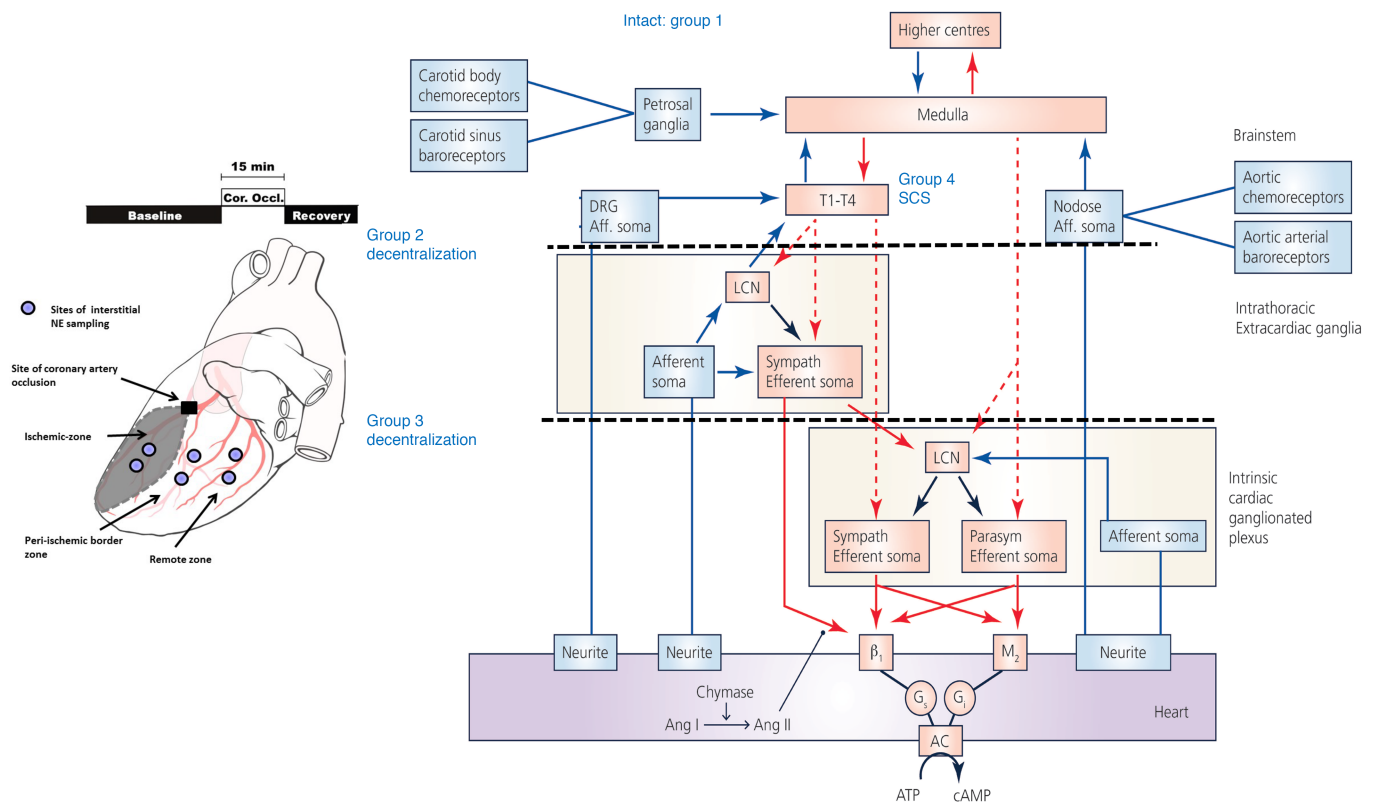 Intact: group 1
Higher centres
Carotid body
chemoreceptors
Carotid sinus
baroreceptors
Petrosal
ganglia
Medulla
Brainstem
15 min
Cor. Occl.
Baseline
Recovery
Group 2
decentralization
DRG
Aff. soma
T1-T4
Group 4
SCS
Nodose
Aff. soma
Aortic
chemoreceptors
Aortic arterial
baroreceptors
Sites of interstitial
NE sampling
Site of coronary artery
occlusion
Ischemic-zone
Peri-ischemic border
zone
Remote zone
LCN
Afferent
soma
Sympath
Efferent soma
Intrathoracic
Extracardiac ganglia
Group 3
decentralization
LCN
Sympath
Efferent soma
Parasym
Efferent soma
Afferent soma
Intrinsic
cardiac
ganglionated
plexus
Neurite
Neurite
β1
M2
Neurite
Chymase
Ang I
Ang II
Gs
Gi
Heart
AC
ATP
cAMP